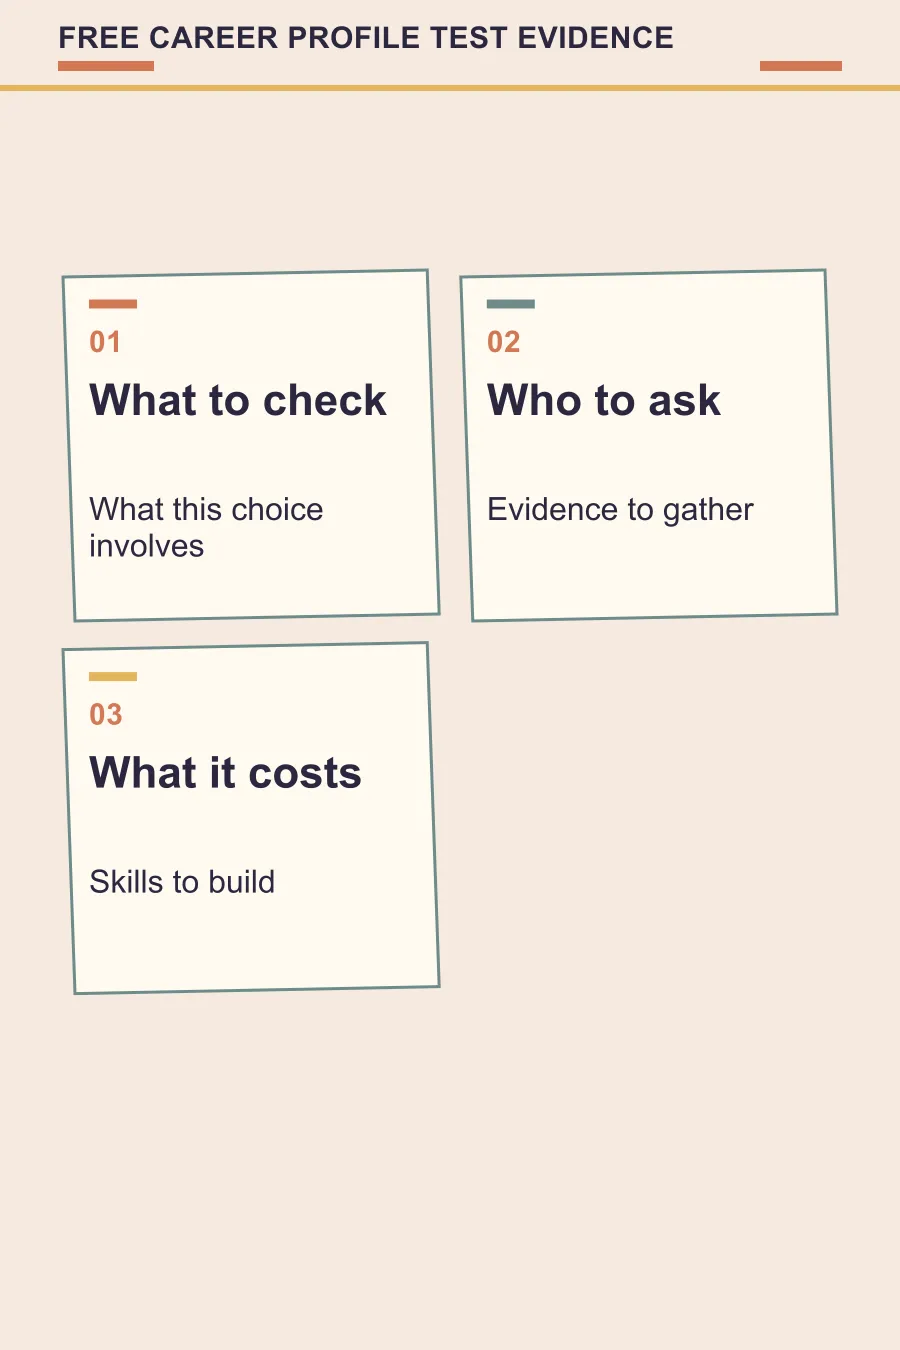 FREE CAREER PROFILE TEST EVIDENCE
01
What to check
What this choice
involves
02
Who to ask
Evidence to gather
03
What it costs
Skills to build